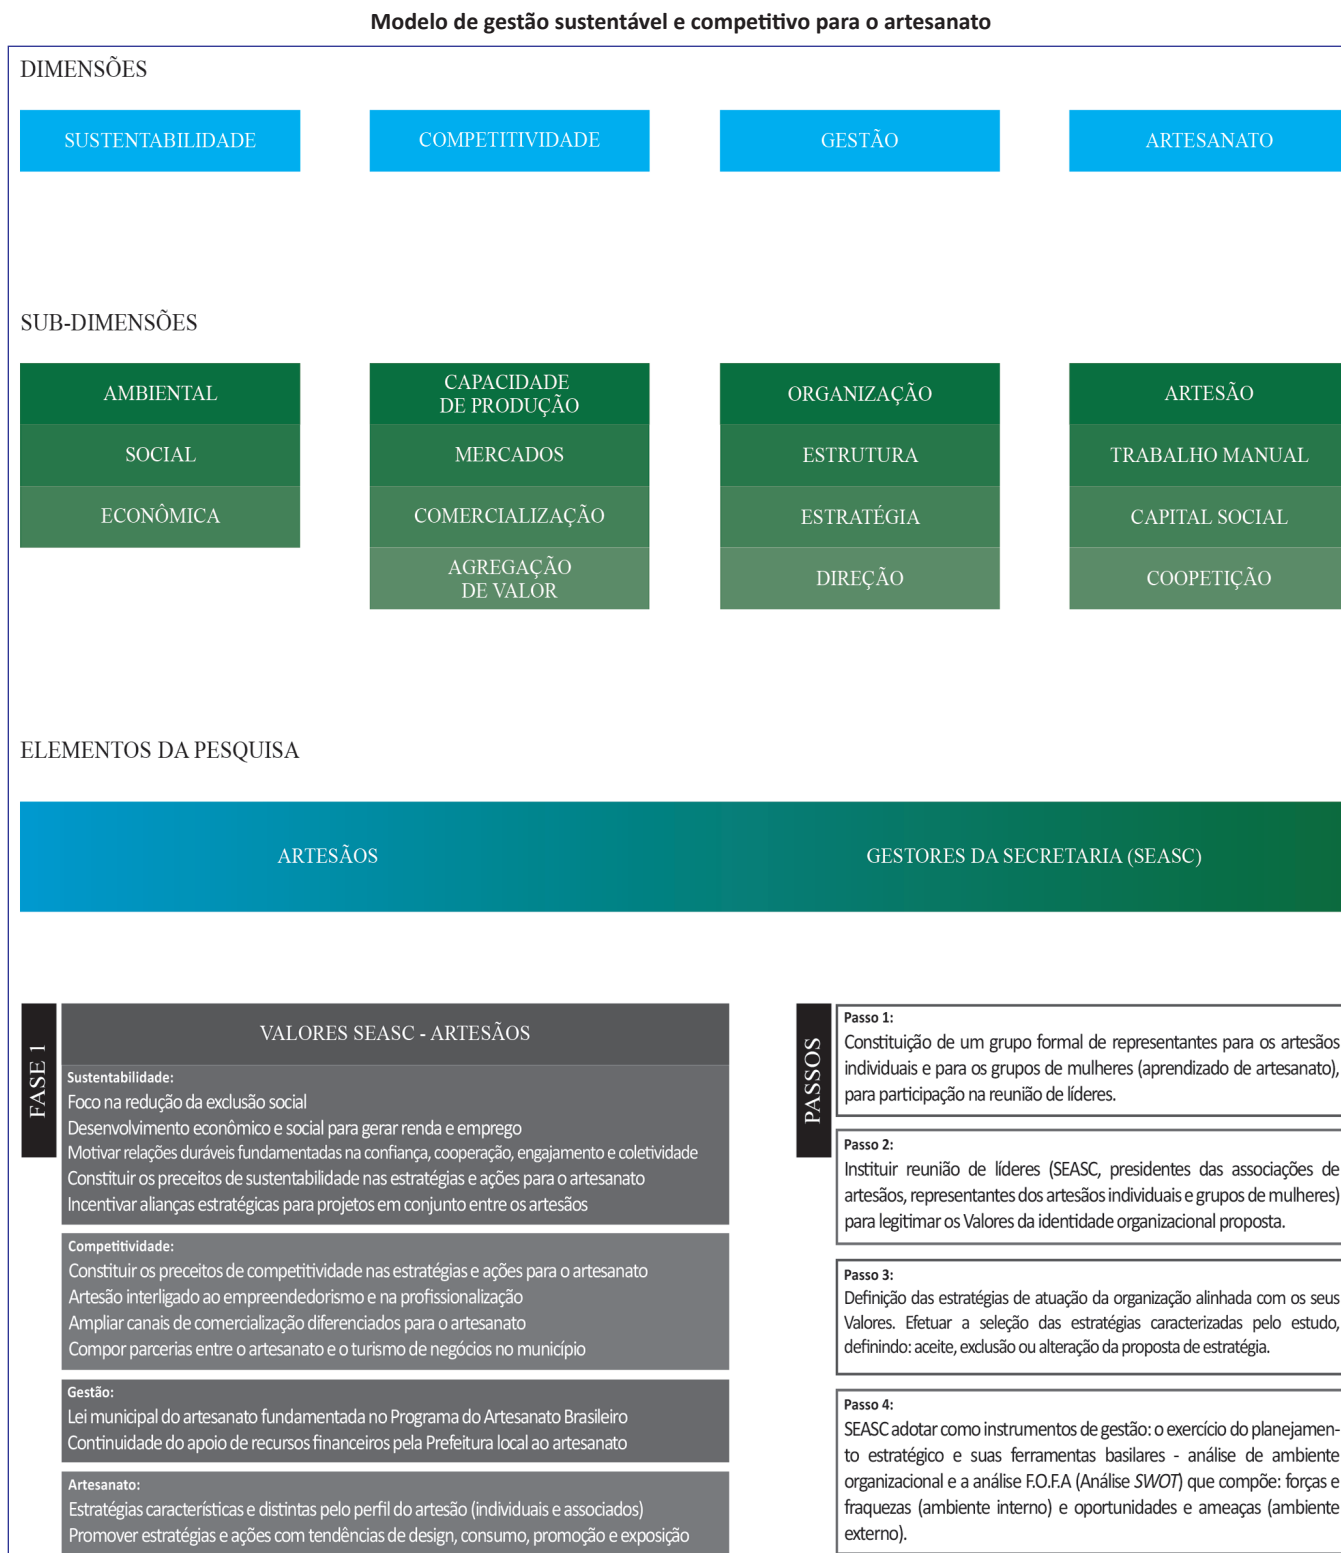 Modelo de gestão sustentável e competitivo para o artesanato
DIMENSÕES
SUSTENTABILIDADE
COMPETITIVIDADE
GESTÃO
ARTESANATO
SUB-DIMENSÕES
AMBIENTAL
SOCIAL
ECONÔMICA
CAPACIDADE
DE PRODUÇÃO
MERCADOS
COMERCIALIZAÇÃO
AGREGAÇÃO
DE VALOR
ORGANIZAÇÃO
ESTRUTURA
ESTRATÉGIA
DIREÇÃO
ARTESÃO
TRABALHO MANUAL
CAPITAL SOCIAL
COOPETIÇÃO
ELEMENTOS DA PESQUISA
ARTESÃOS
GESTORES DA SECRETARIA (SEASC)
FASE 1
VALORES SEASC - ARTESÃOS
Sustentabilidade:
Foco na redução da exclusão social
Desenvolvimento econômico e social para gerar renda e emprego
Motivar relações duráveis fundamentadas na confiança, cooperação, engajamento e coletividade
Constituir os preceitos de sustentabilidade nas estratégias e ações para o artesanato
Incentivar alianças estratégicas para projetos em conjunto entre os artesãos
Competitividade:
Constituir os preceitos de competitividade nas estratégias e ações para o artesanato
Artesão interligado ao empreendedorismo e na profissionalização
Ampliar canais de comercialização diferenciados para o artesanato
Compor parcerias entre o artesanato e o turismo de negócios no município
Gestão:
Lei municipal do artesanato fundamentada no Programa do Artesanato Brasileiro
Continuidade do apoio de recursos financeiros pela Prefeitura local ao artesanato
Artesanato:
Estratégias características e distintas pelo perfil do artesão (individuais e associados)
Promover estratégias e ações com tendências de design, consumo, promoção e exposição
PASSOS
Passo 1:
Constituição de um grupo formal de representantes para os artesãos
individuais e para os grupos de mulheres (aprendizado de artesanato),
para participação na reunião de líderes.
Passo 2:
Instituir reunião de líderes (SEASC, presidentes das associações de
artesãos, representantes dos artesãos individuais e grupos de mulheres)
para legitimar os Valores da identidade organizacional proposta.
Passo 3:
Definição das estratégias de atuação da organização alinhada com os seus
Valores. Efetuar a seleção das estratégias caracterizadas pelo estudo,
definindo: aceite, exclusão ou alteração da proposta de estratégia.
Passo 4:
SEASC adotar como instrumentos de gestão: o exercício do planejamen-
to estratégico e suas ferramentas basilares - análise de ambiente
organizacional e a análise F.O.F.A (Análise SWOT) que compõe: forças e
fraquezas (ambiente interno) e oportunidades e ameaças (ambiente
externo).